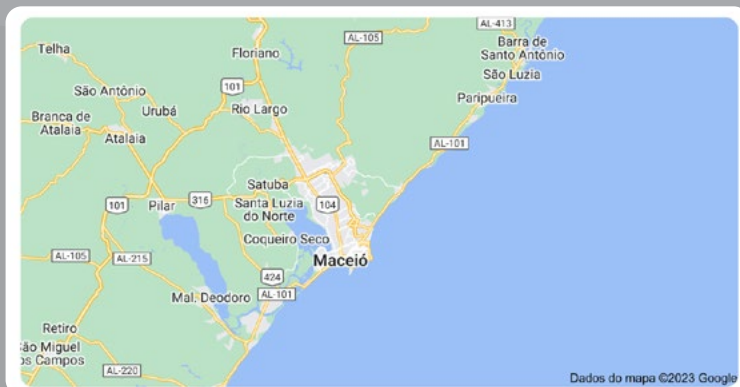 AL-413
Telha
Floriano
AL-105
Barra de
Santo Antônio
São Luzia
101
São Antônio
Paripueira
Branca de
Atalaia
Urubá
Rio Largo
Atalaia
AL-101
Satuba
101
Pilar
316
Santa Luzia
do Norte
104
Coqueiro Seco
Maceió
AL-105
AL-215
424
Mal. Deodoro
AL-101
Retiro
São Miguel
os Campos
AL-220
Dados do mapa ©2023 Google